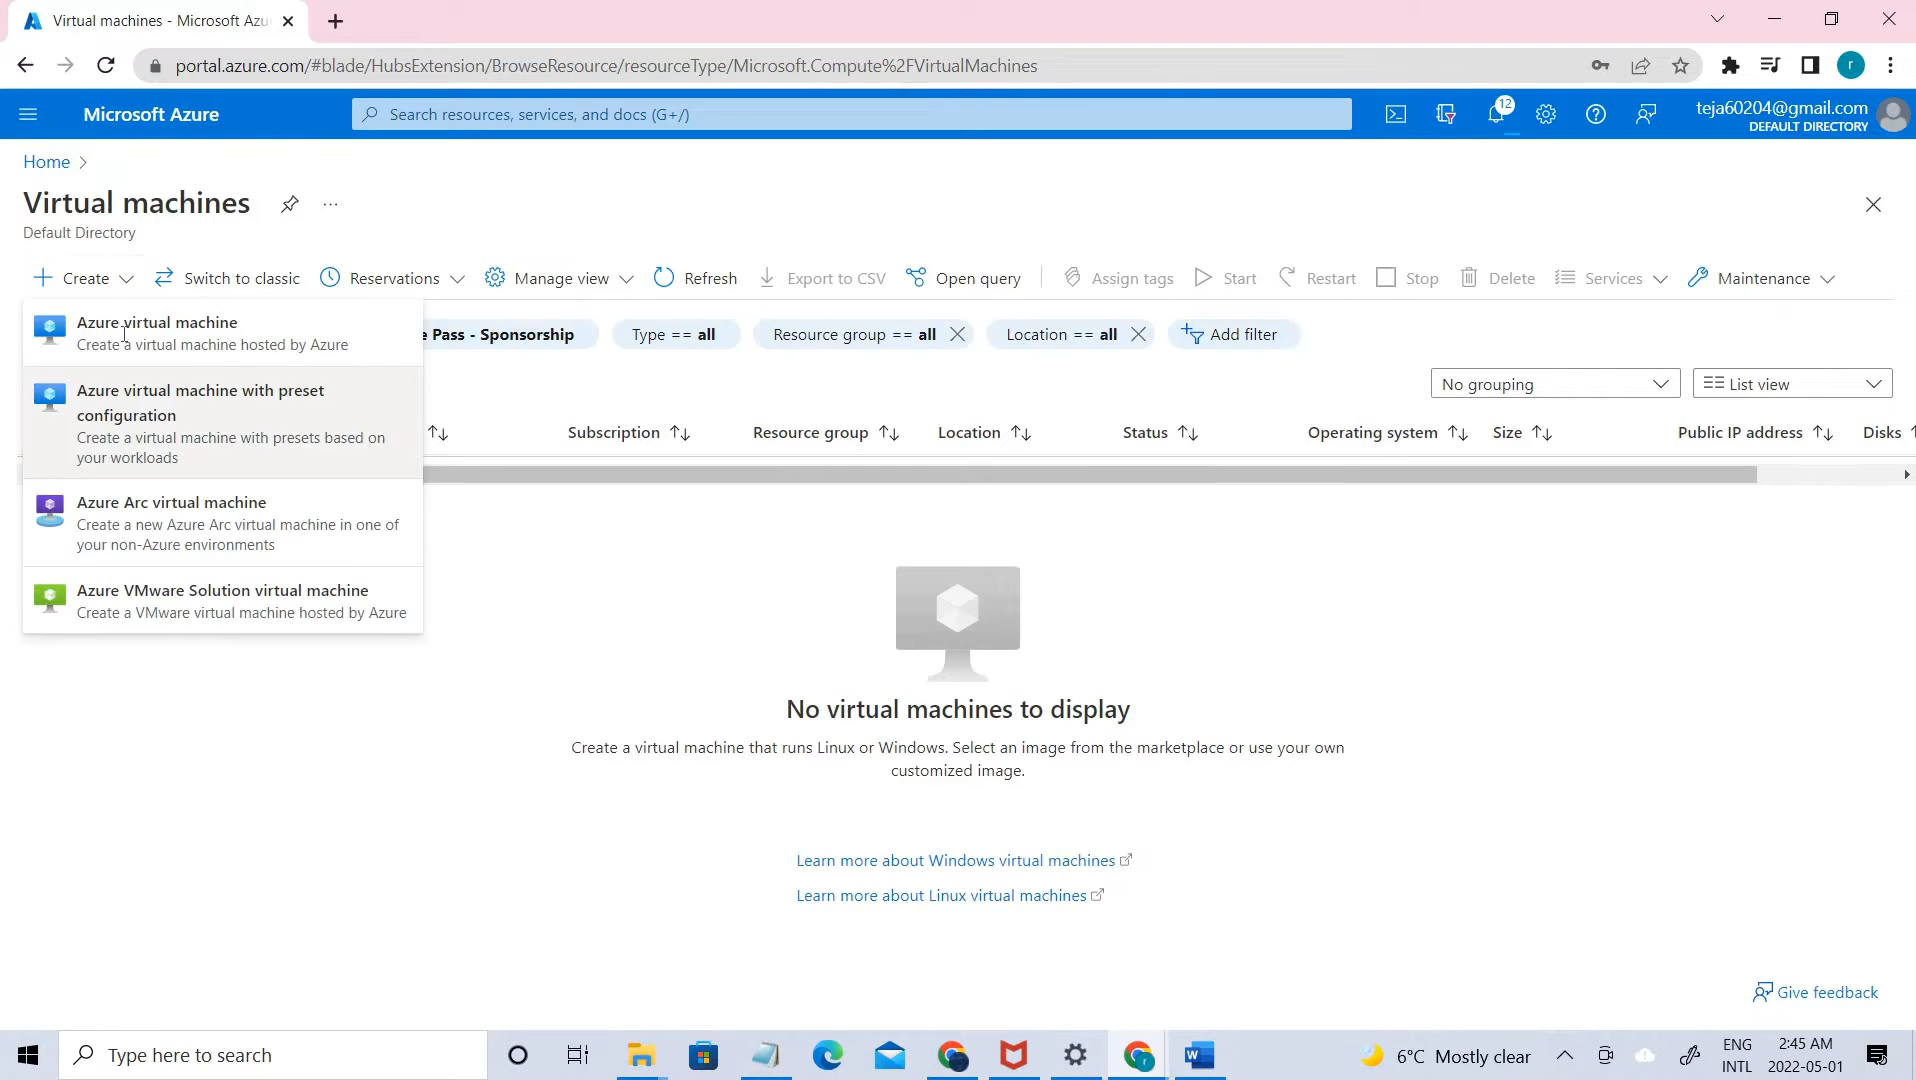 Virtual machines - Microsoft Azu
portal.azure.com/#blade/HubsExtension/BrowseResource/resourceType/Microsoft.Compute%2FVirtualMachines
r
Microsoft Azure
Search resources, services, and docs (G+/)
12
teja60204@gmail.com
DEFAULT DIRECTORY
Home
Virtual machines
Default Directory
Create Switch to classic Reservations Manage view Refresh Export to CSV Open query Assign tags Start Restart Stop Delete Services Maintenance
Azure virtual machine
Create a virtual machine hosted by Azure
Azure virtual machine with preset
configuration
Create a virtual machine with presets based on
your workloads
Azure Arc virtual machine
Create a new Azure Arc virtual machine in one of
your non-Azure environments
Azure VMware Solution virtual machine
Create a VMware virtual machine hosted by Azure
e Pass - Sponsorship Type == all Resource group == all Location == all Add filter
No grouping List view
Subscription Resource group Location Status Operating system Size Public IP address Disks
No virtual machines to display
Create a virtual machine that runs Linux or Windows. Select an image from the marketplace or use your own
customized image.
Learn more about Windows virtual machines
Learn more about Linux virtual machines
Give feedback
Type here to search
6°C Mostly clear
ENG
INTL
2:45 AM
2022-05-01